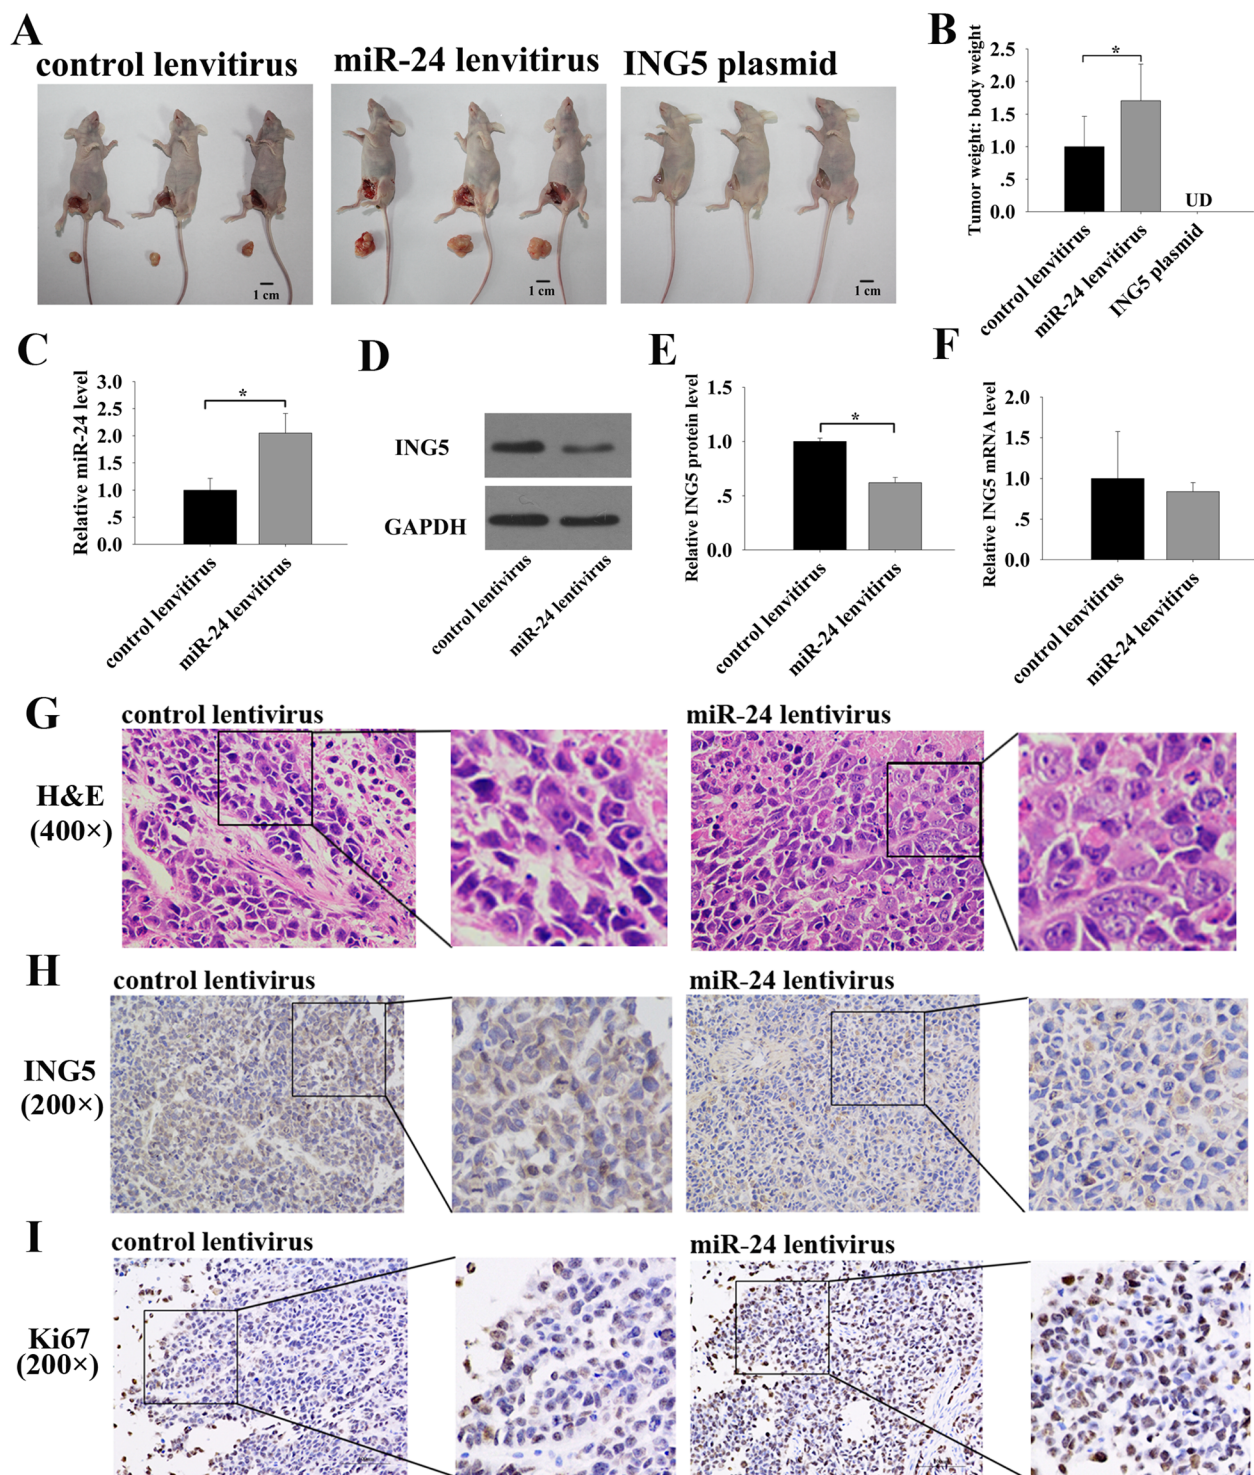 A
control lenvitirus
miR-24 lenvitirus
ING5 plasmid
1 cm
1 cm
1 cm
B
Tumor weight: body weight
2.5
2.0
1.5
1.0
.5
0.0
*
UD
control lenvitirus
miR-24 lenvitirus
ING5 plasmid
C
Relative miR-24 level
3.0
2.5
2.0
1.5
1.0
.5
0.0
*
control lenvitirus
miR-24 lenvitirus
D
ING5
GAPDH
control lentivirus
miR-24 lentivirus
E
Relative ING5 protein level
1.5
1.0
.5
0.0
*
control lenvitirus
miR-24 lenvitirus
F
Relative ING5 mRNA level
2.0
1.5
1.0
.5
0.0
control lenvitirus
miR-24 lenvitirus
G
control lentivirus
miR-24 lentivirus
H&E
(400×)
H
control lentivirus
miR-24 lentivirus
ING5
(200×)
I
control lentivirus
miR-24 lentivirus
Ki67
(200×)